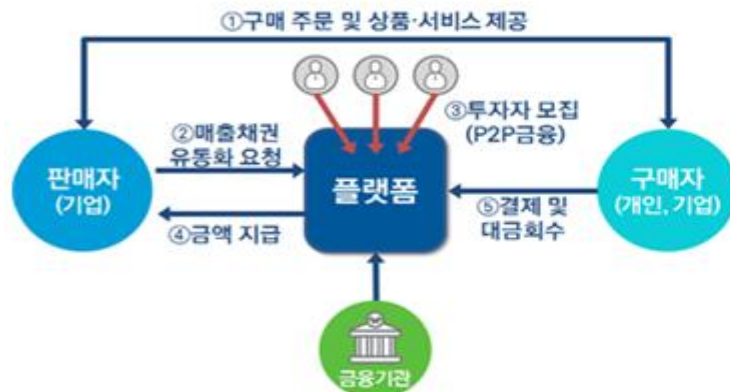 ①구매 주문 및 상품·서비스 제공
②매출채권
유동화 요청
③투자자 모집
(P2P금융)
판매자
(기업)
플랫폼
구매자
(개인, 기업)
④금액 지급
⑤결제 및
대금회수
금융기관